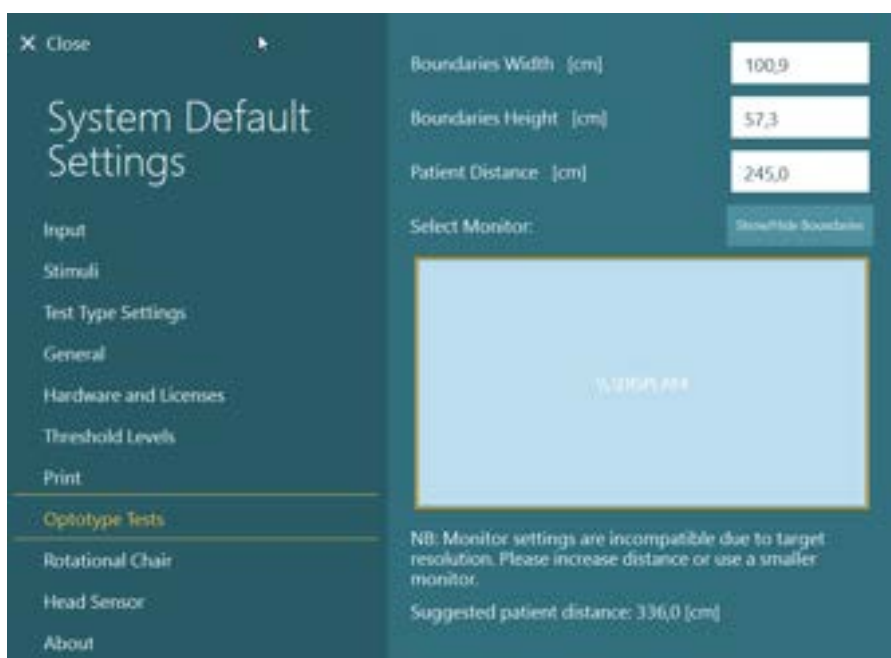 Close
System Default
Settings
Input
Stimuli
Test Type Settings
General
Hardware and Licenses
Threshold Levels
Print
Optotype Tests
Rotational Chair
Head Sensor
About
Boundaries Width [cm]
100,9
Boundaries Height [cm]
57,3
Patient Distance [cm]
245,0
Select Monitor:
Show/Hide Boundaries
NB: Monitor settings are incompatible due to target
resolution. Please increase distance or use a smaller
monitor.
Suggested patient distance: 336,0 [cm]